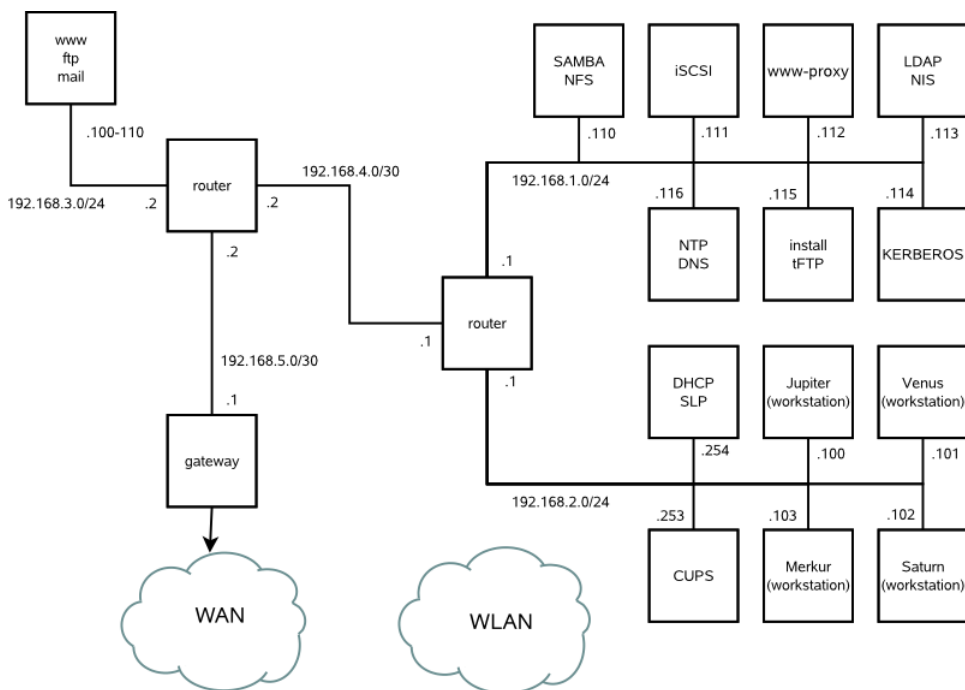 www
ftp
mail
SAMBA
NFS
iSCSI
www-proxy
LDAP
NIS
.100-110
.110
.111
.112
.113
192.168.4.0/30
192.168.1.0/24
router
192.168.3.0/24
.2
.2
.2
.116
.115
.114
NTP
DNS
install
tFTP
KERBEROS
.1
router
.1
.1
192.168.5.0/30
.1
gateway
DHCP
SLP
Jupiter
(workstation)
Venus
(workstation)
.254
.100
.101
192.168.2.0/24
.253
.103
.102
CUPS
Merkur
(workstation)
Saturn
(workstation)
WAN
WLAN